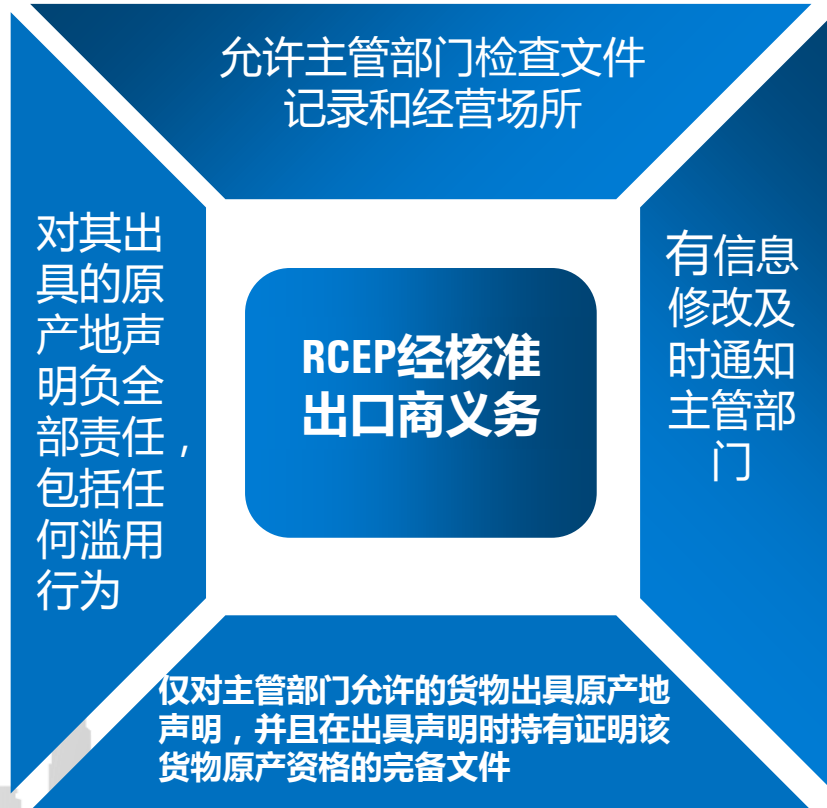 允许主管部门检查文件
记录和经营场所
对其出
具的原
产地声
明负全
部责任，
包括任
何滥用
行为
RCEP经核准
出口商义务
有信息
修改及
时通知
主管部
门
仅对主管部门允许的货物出具原产地
声明，并且在出具声明时持有证明该
货物原产资格的完备文件